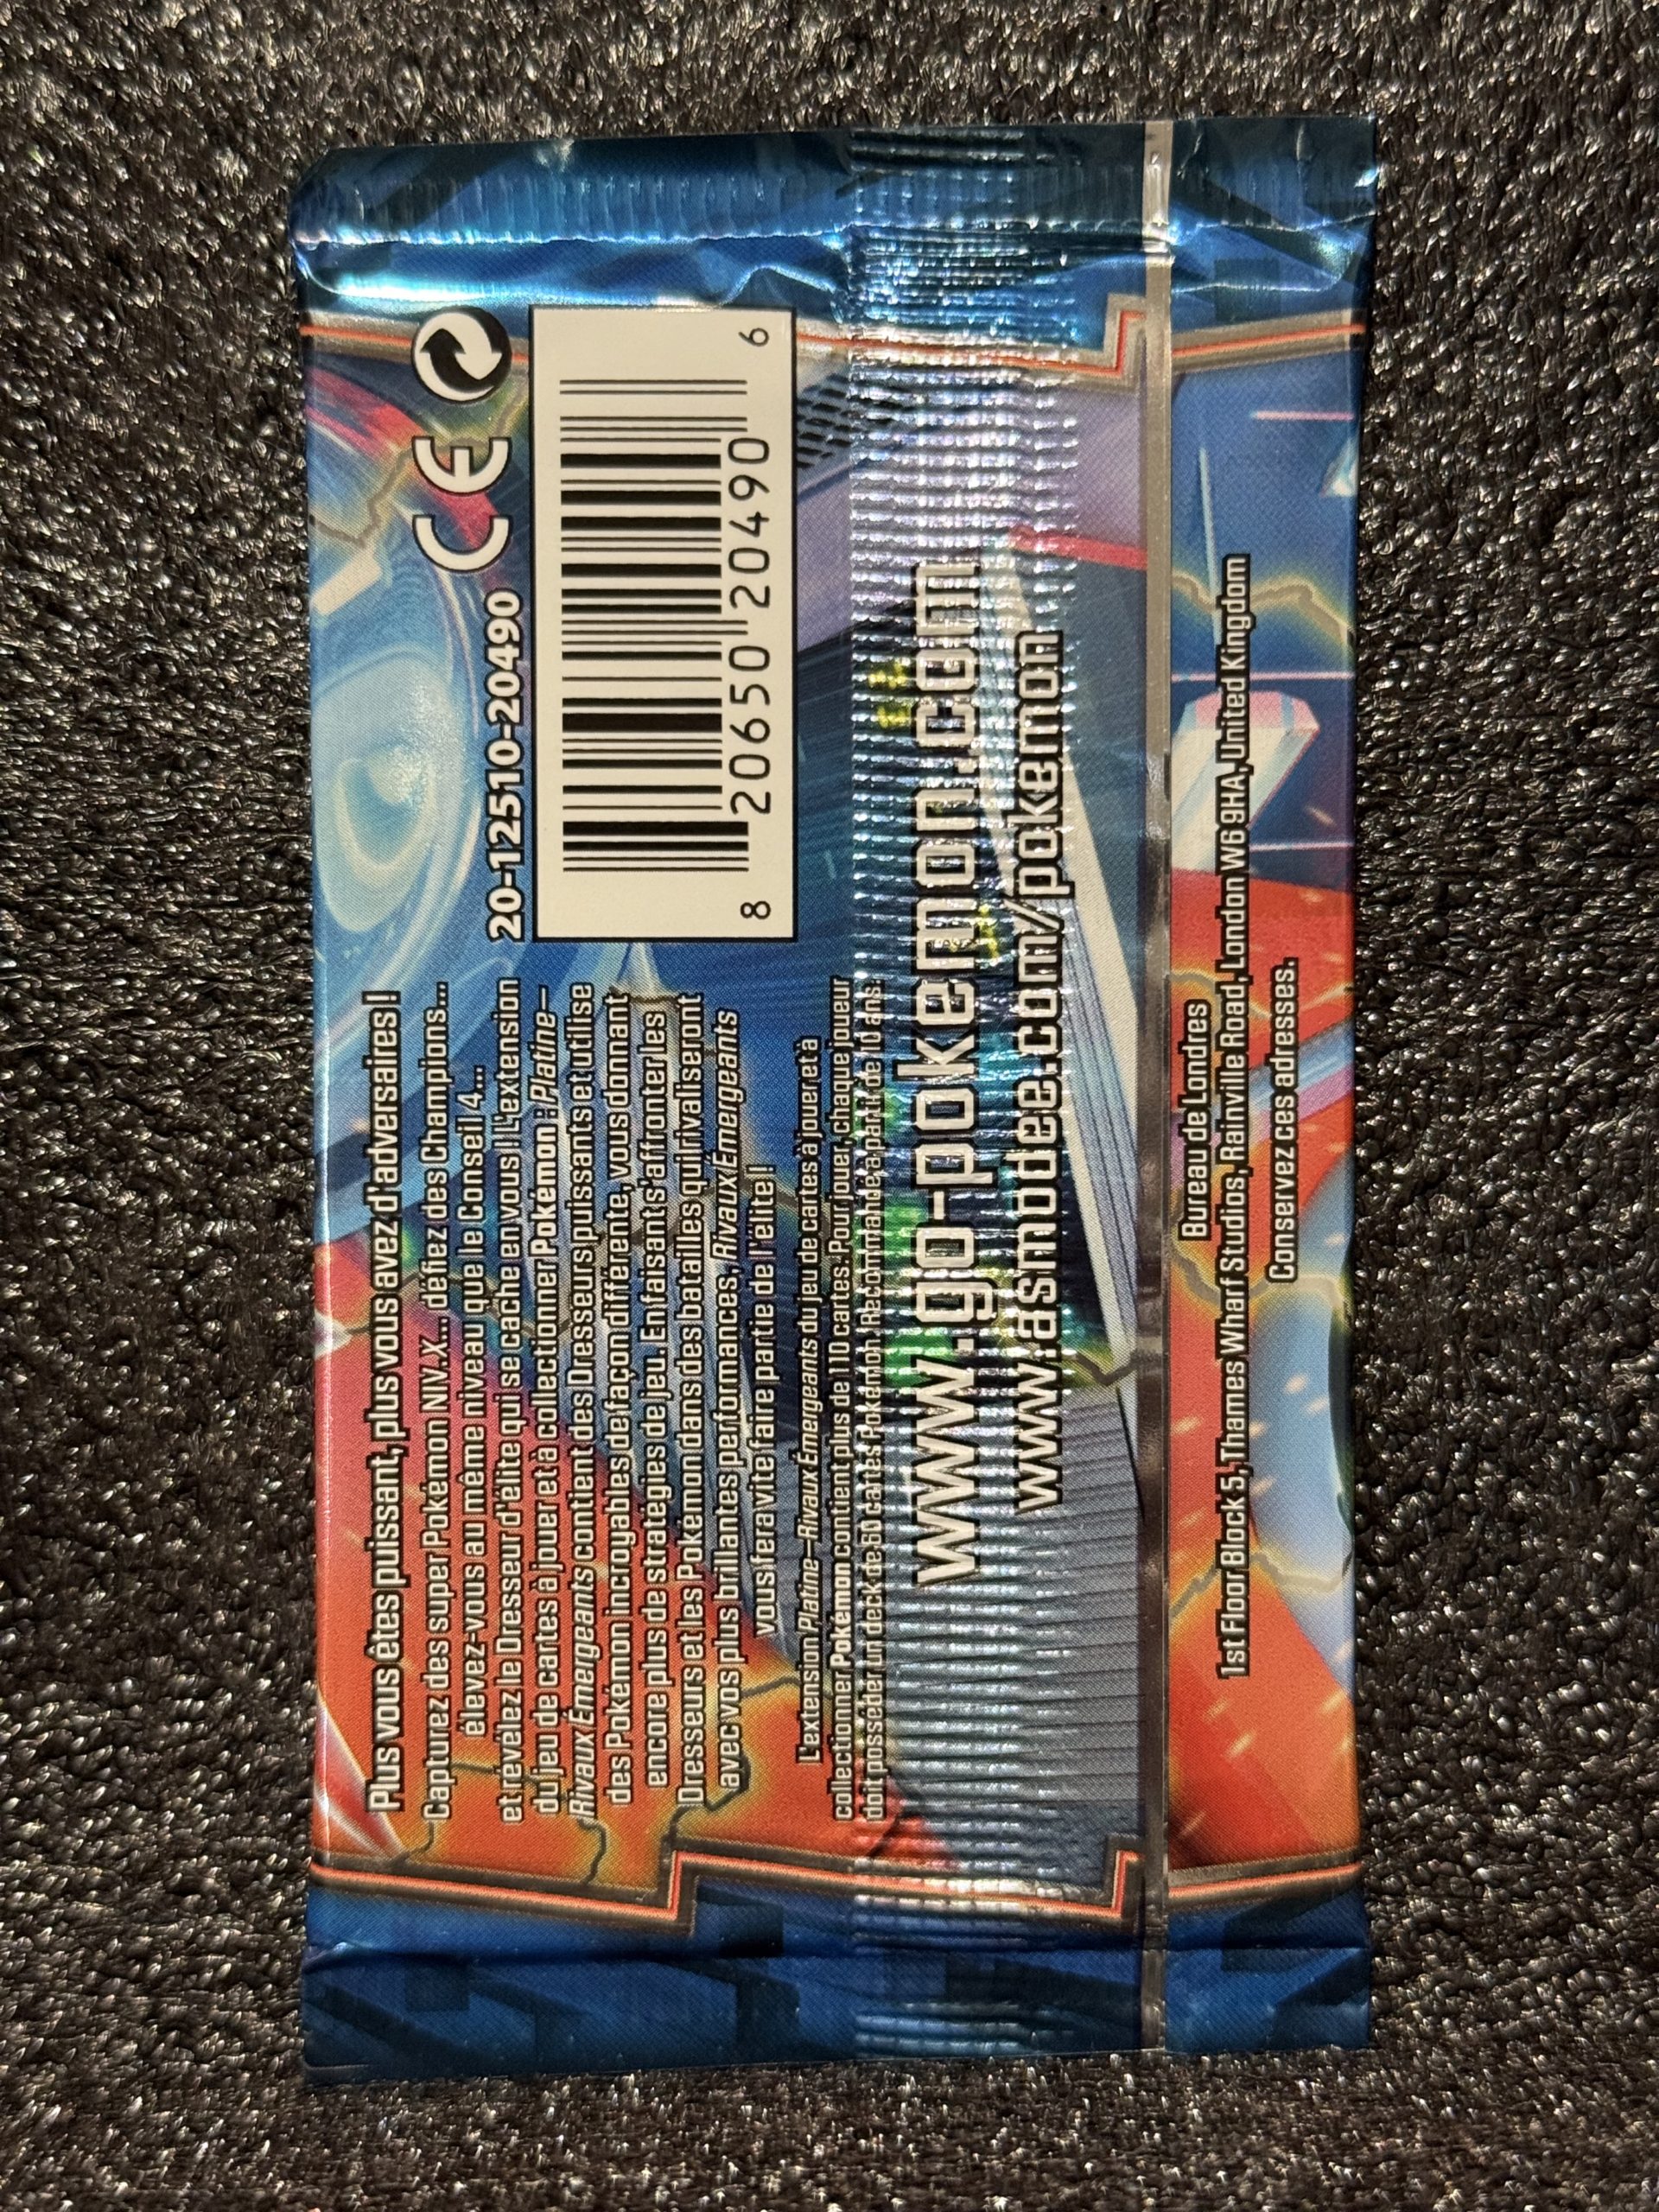 Plus vous êtes puissant, plus vous avez d'adversaires !
Capturez des super Pokémon NIV.X... défiez des Champions...
élevez-vous au même niveau que le Conseil 4...
et révélez le Dresseur d'élite qui se cache en vous ! L'extension
du jeu de cartes à jouer et à collectionner Pokémon : Platine–
Rivaux Émergeants contient des Dresseurs puissants et utilise
des Pokémon incroyables de façon différente, vous donnant
encore plus de stratégies de jeu. En faisant s'affronter les
Dresseurs et les Pokémon dans des batailles qui rivaliseront
avec vos plus brillantes performances, Rivaux Émergeants
vous fera vite faire partie de l'élite !
L'extension Platine–Rivaux Émergeants du jeu de cartes à jouer et à
collectionner Pokémon contient plus de 110 cartes. Pour jouer, chaque joueur
doit posséder un deck de 60 cartes Pokémon. Recommandé à partir de 10 ans.
20-12510-20490
CE
8 20650 20490 6
www.go-pokemon.com
www.asmodee.com/pokemon
Bureau de Londres
1st Floor Block 5, Thames Wharf Studios, Rainville Road, London W6 9HA, United Kingdom
Conservez ces adresses.